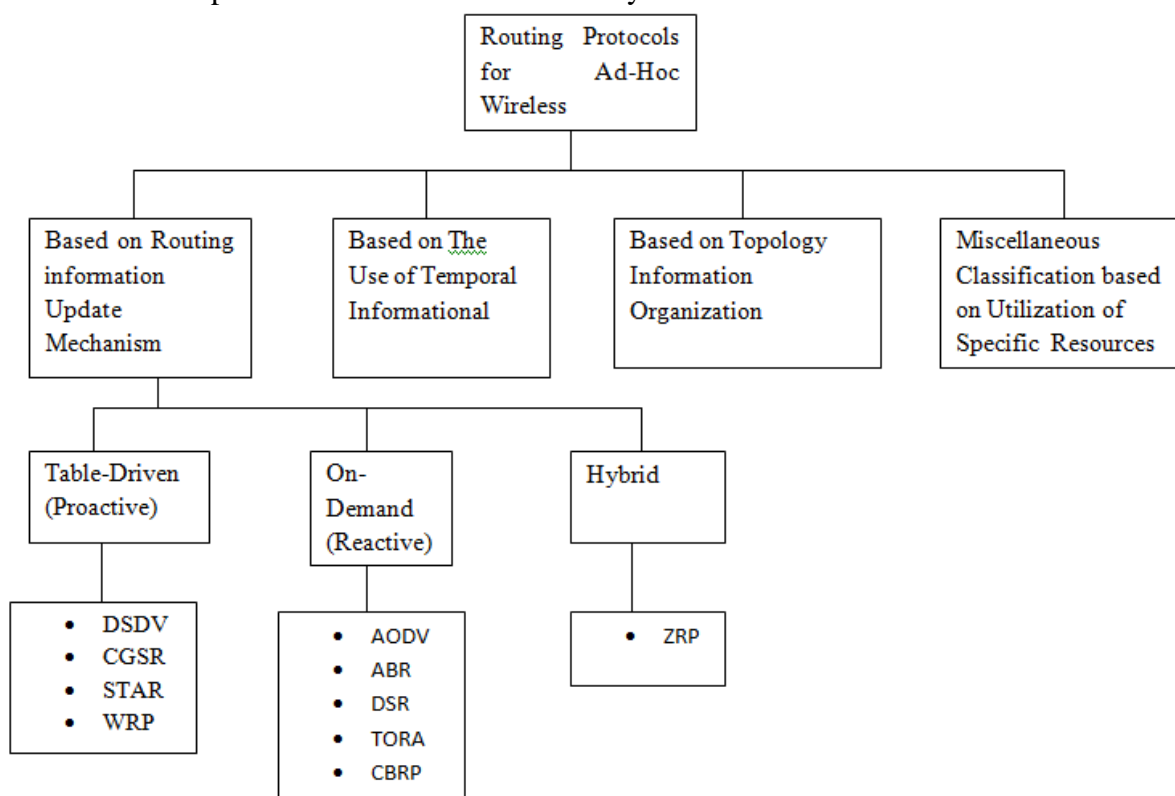 Routing Protocols
for Ad-Hoc
Wireless
Based on Routing
information
Update
Mechanism
Based on The
Use of Temporal
Informational
Based on Topology
Information
Organization
Miscellaneous
Classification based
on Utilization of
Specific Resources
Table-Driven
(Proactive)
On-
Demand
(Reactive)
Hybrid
• DSDV
• CGSR
• STAR
• WRP
• AODV
• ABR
• DSR
• TORA
• CBRP
• ZRP